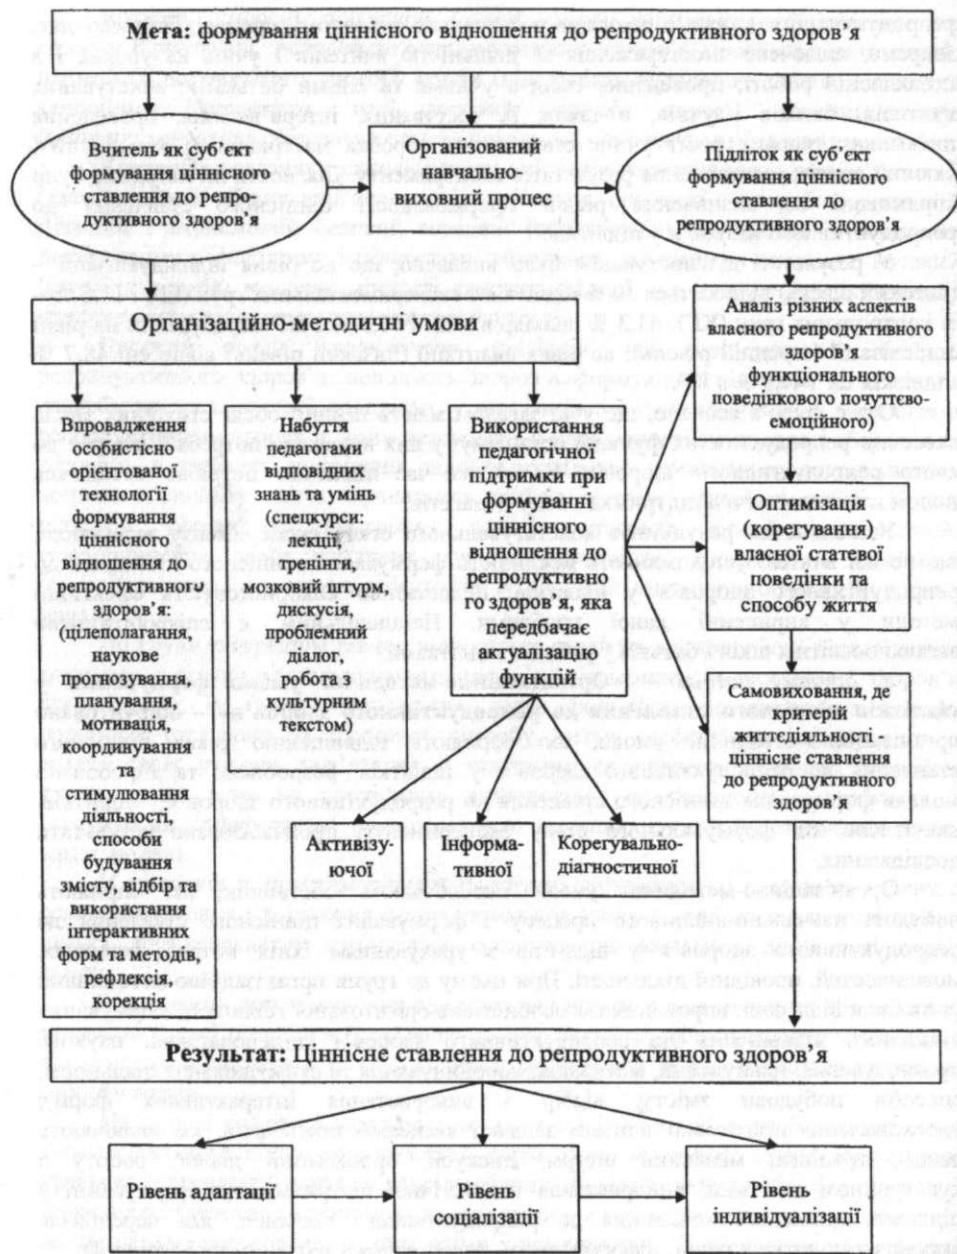 Мета: формування ціннісного відношення до репродуктивного здоров’я
Вчитель як суб’єкт
формування ціннісного
ставлення до репро-
дуктивного здоров’я
Організований
навчально-
виховний процес
Підліток як суб’єкт
формування ціннісного
ставлення до
репродуктивного здоров’я
Організаційно-методичні умови
Адекватне прийняття
власного репродуктивного
здоров’я
функціонального
поведінкового почуттєво-
емоційного)
Впровадження
особистісно
орієнтованої
технології
формування
ціннісного
відношення до
репродуктивного
здоров’я:
(цілеполагання,
наукове
прогнозування,
планування,
координування
та
стимулювання
діяльності,
способи
будування
змісту, відбір та
використання
інтерактивних
форм та методів,
рефлексія,
корекція
Набуття
педагогами
відповідних
знань та умінь
(спецкурси:
лекції,
тренінги,
мозковий штурм,
дискусія,
проблемний
діалог,
робота з
культурним
текстом)
Використання
педагогічної
підтримки при
формуванні
ціннісного
відношення до
репродуктивно
го здоров’я, яка
передбачає
актуалізацію
функцій
Оптимізація
(корегування)
власної статевої
поведінки та
способу життя
Самовиховання, де
критерій
життєдіяльності -
ціннісне ставлення
до репродуктивного
здоров’я
Активізу-
ючої
Інформа-
тивної
Корегувально-
діагностичної
Результат: Ціннісне ставлення до репродуктивного здоров’я
Рівень адаптації
Рівень
соціалізації
Рівень
індивідуалізації